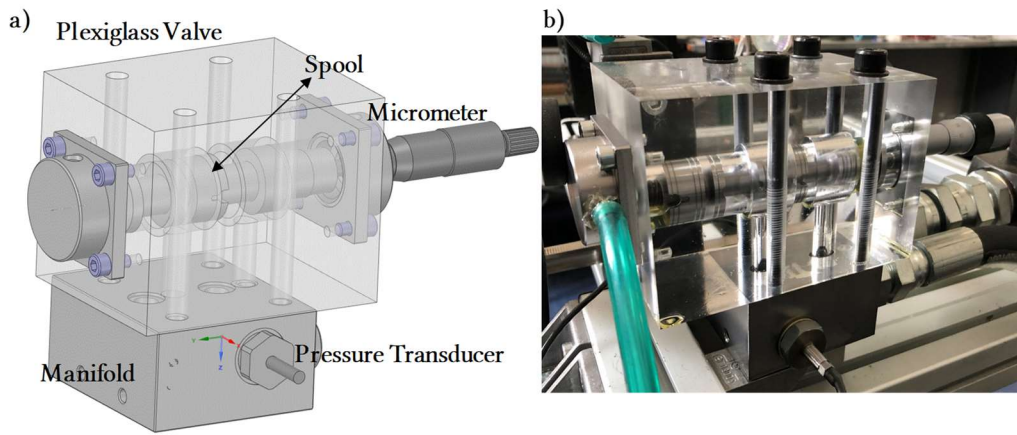 a)
b)
Plexiglass Valve
Spool
Micrometer
Manifold
Pressure Transducer
Y
Z